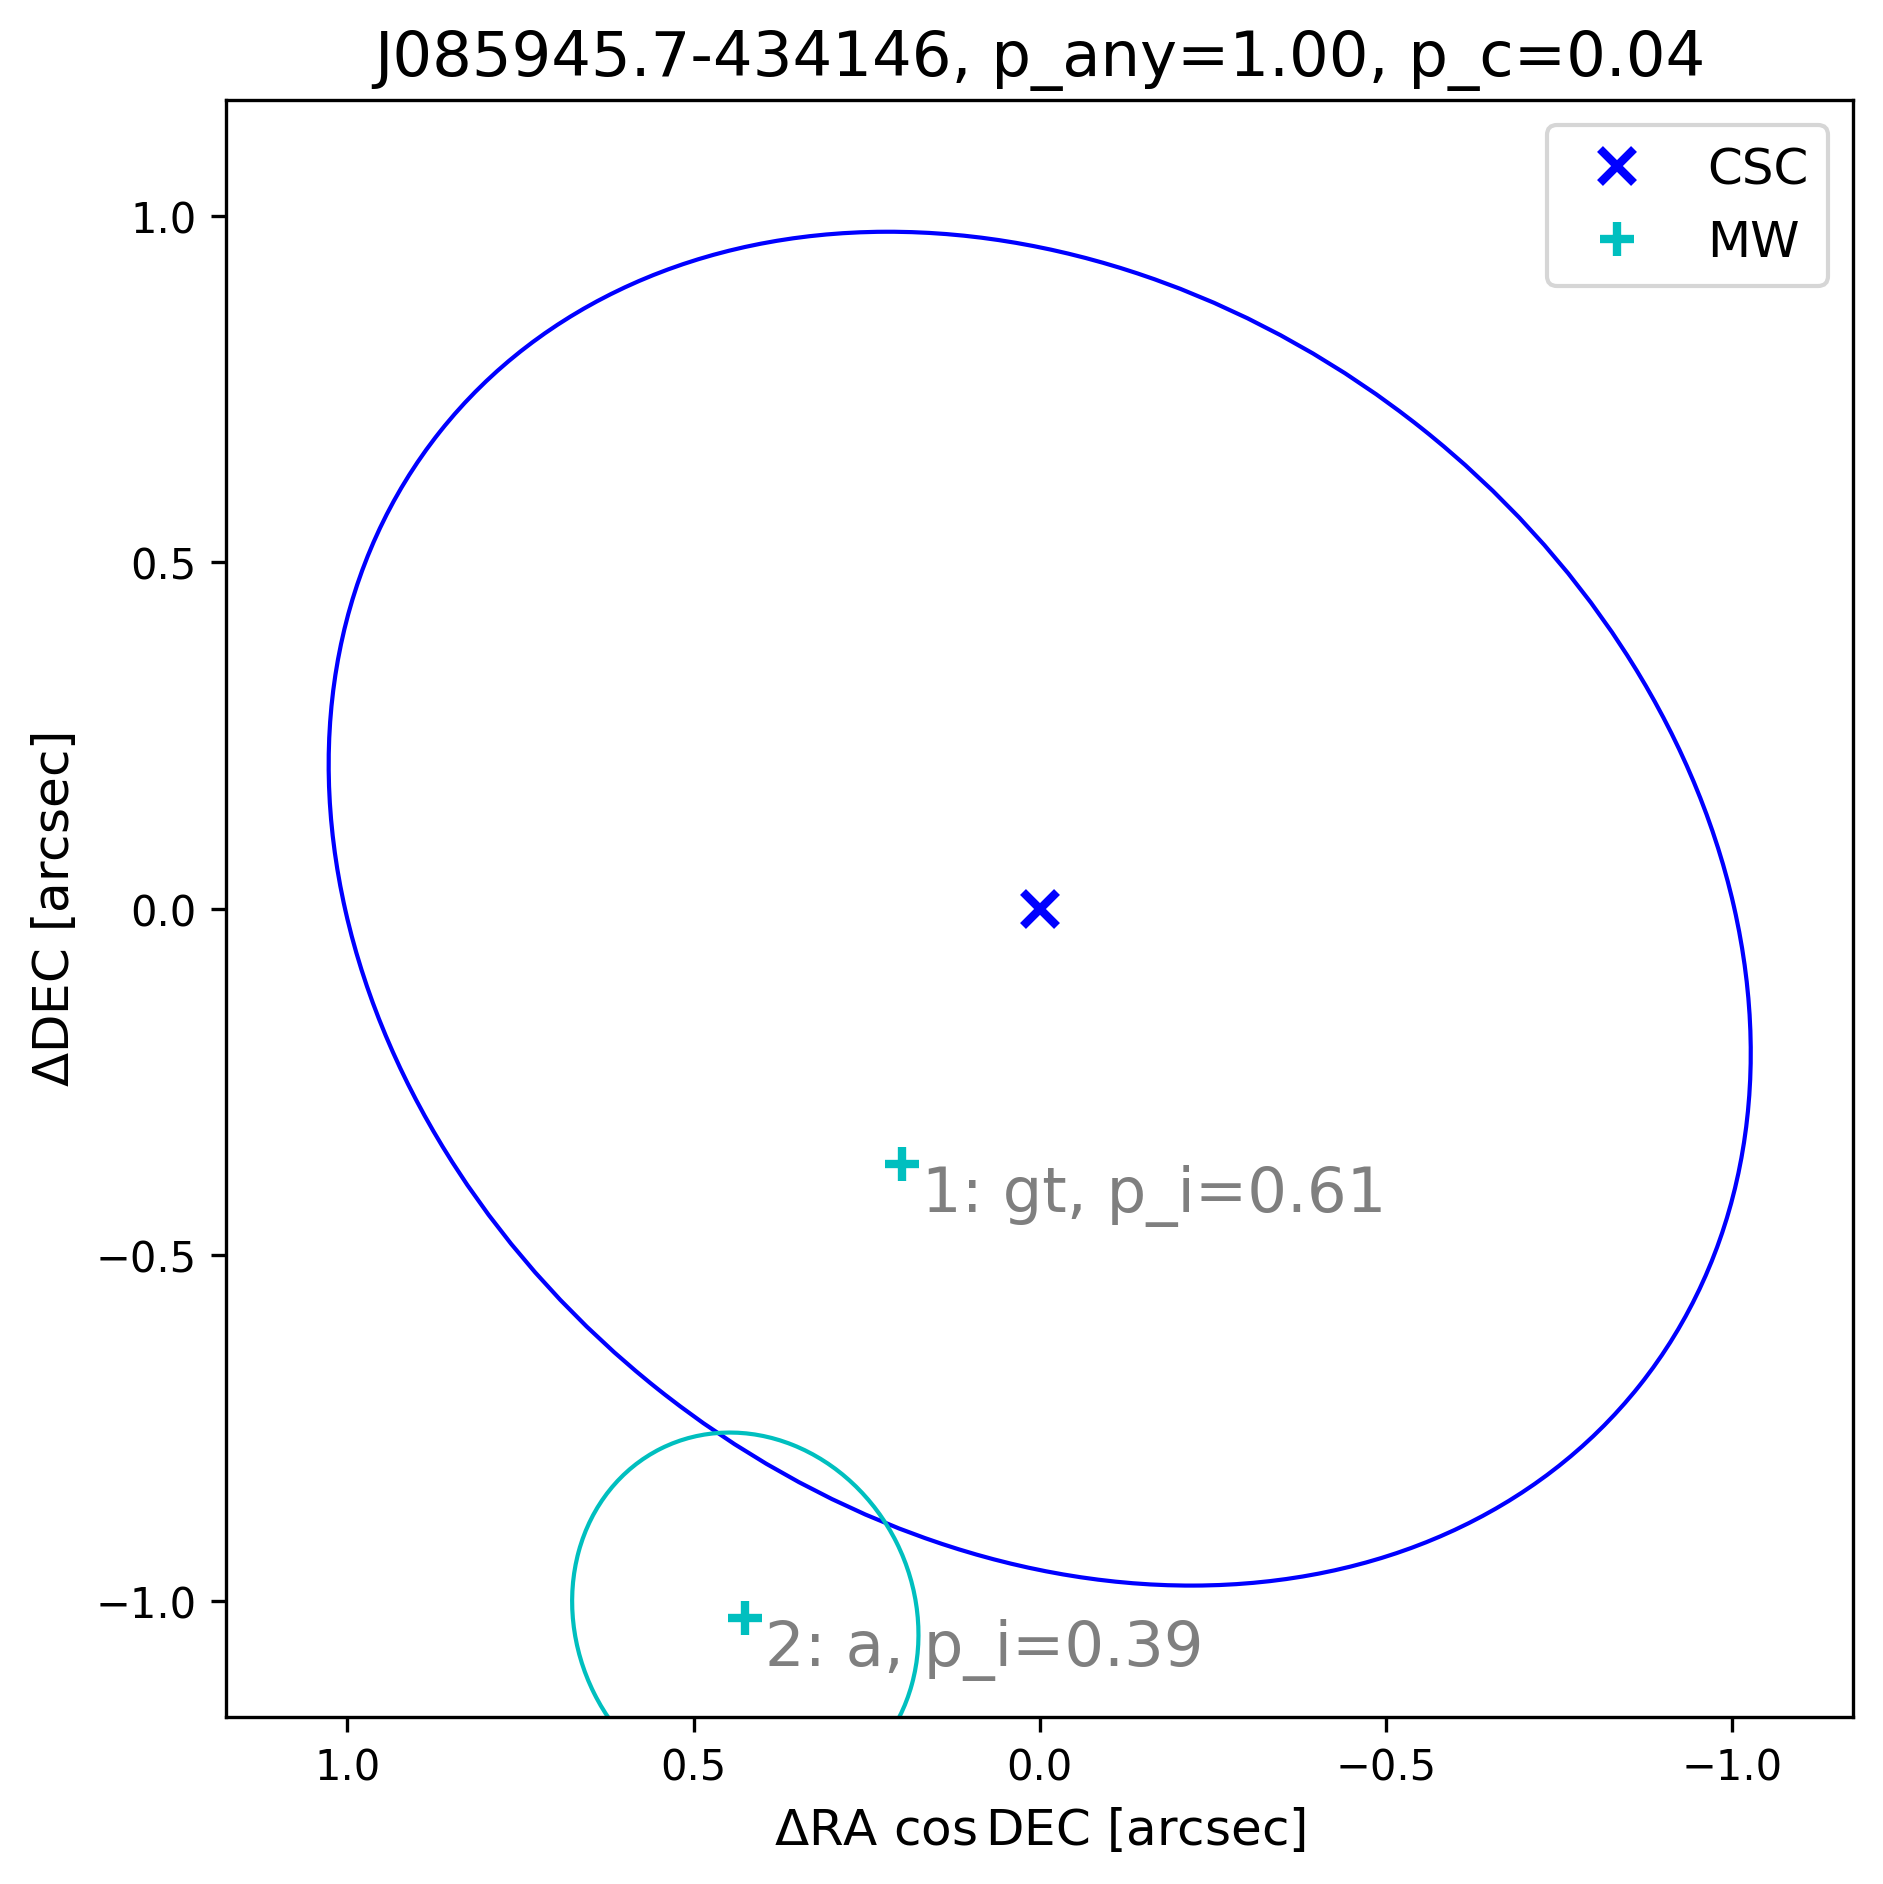 J085945.7-434146, p_any=1.00, p_c=0.04
CSC
MW
1.0
0.5
0.0
−0.5
−1.0
ΔDEC [arcsec]
1: gt, p_i=0.61
2: a, p_i=0.39
1.0 0.5 0.0 −0.5 −1.0
ΔRA cos DEC [arcsec]